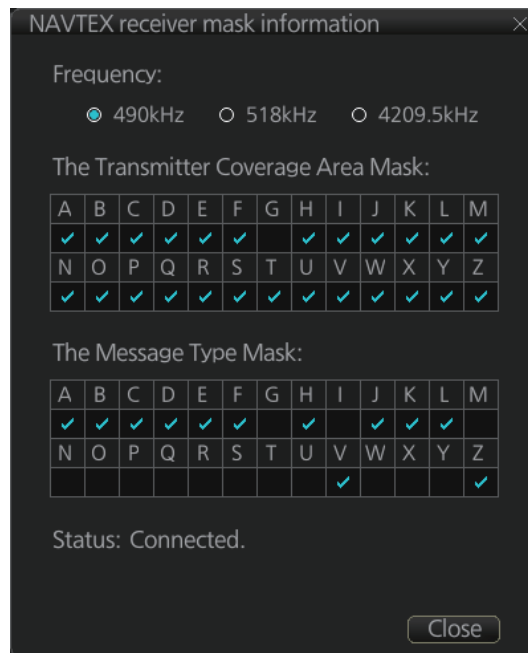 NAVTEX receiver mask information
Frequency:
490kHz 518kHz 4209.5kHz
The Transmitter Coverage Area Mask:
A B C D E F G H I J K L M
N O P Q R S T U V W X Y Z
The Message Type Mask:
A B C D E F G H I J K L M
N O P Q R S T U V W X Y Z
Status: Connected.
Close